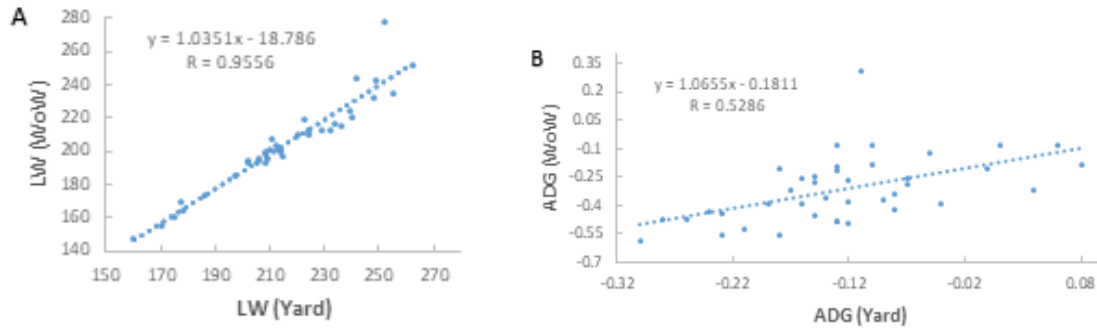 A
280
260
240
220
200
180
160
140
LW (WoW)
y = 1.0351x - 18.786
R = 0.9556
150 170 190 210 230 250 270
LW (Yard)
B
0.35
0.2
0.05
-0.1
-0.25
-0.4
-0.55
-0.7
ADG (WoW)
y = 1.0655x - 0.1811
R = 0.5286
-0.32 -0.22 -0.12 -0.02 0.08
ADG (Yard)